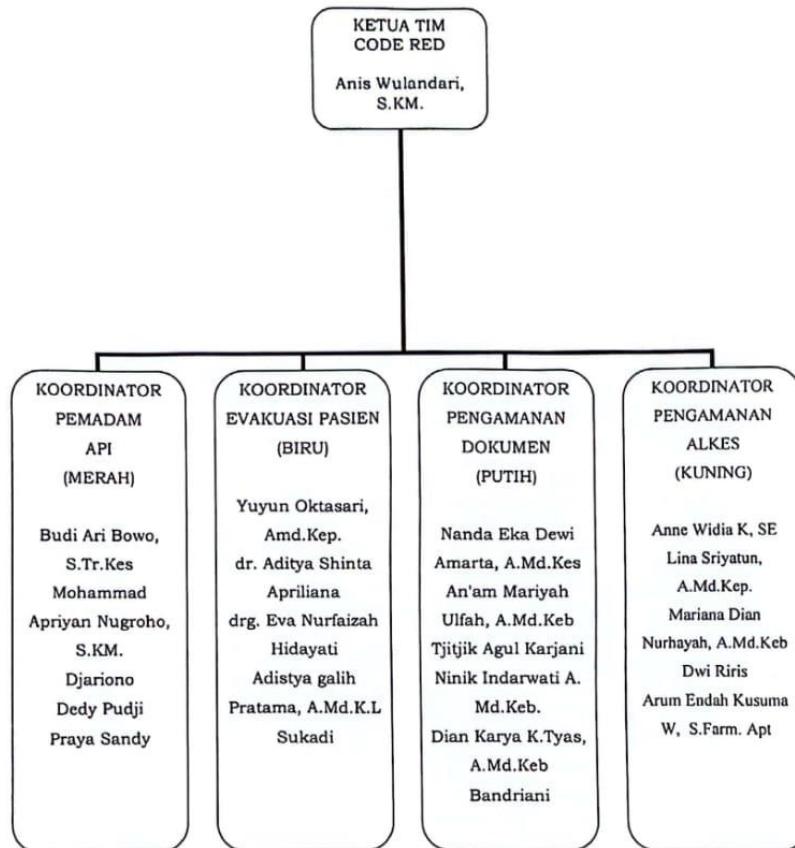 KETUA TIM
CODE RED
Anis Wulandari,
S.KM.
KOORDINATOR
PEMADAM
API
(MERAH)
Budi Ari Bowo,
S.Tr.Kes
Mohammad
Apriyan Nugroho,
S.KM.
Djariono
Dedy Pudji
Praya Sandy
KOORDINATOR
EVAKUASI PASIEN
(BIRU)
Yuyun Oktasari,
Amd.Kep.
dr. Aditya Shinta
Apriliana
drg. Eva Nurfaizah
Hidayati
Adistya galih
Pratama, A.Md.K.L
Sukadi
KOORDINATOR
PENGAMANAN
DOKUMEN
(PUTIH)
Nanda Eka Dewi
Amarta, A.Md.Kes
An'am Mariyah
Ulfah, A.Md.Keb
Tjitjik Agul Karjani
Ninik Indarwati A.
Md.Keb.
Dian Karya K.Tyas,
A.Md.Keb
Bandriani
KOORDINATOR
PENGAMANAN
ALKES
(KUNING)
Anne Widia K, SE
Lina Sriyatun,
A.Md.Kep.
Mariana Dian
Nurhayah, A.Md.Keb
Dwi Riris
Arum Endah Kusuma
W, S.Farm. Apt